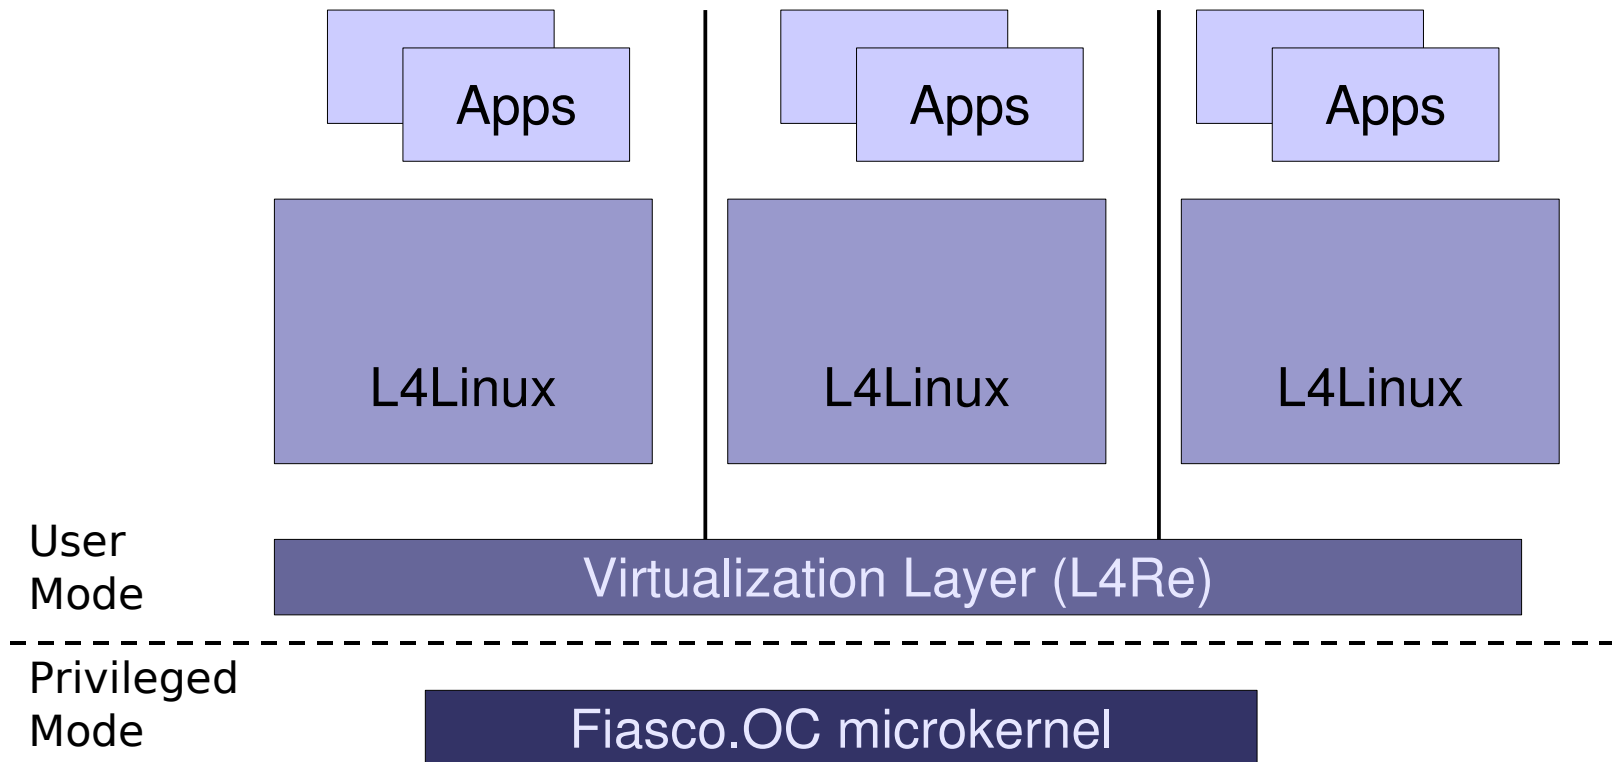 Apps
Apps
Apps
L4Linux
L4Linux
L4Linux
User
Mode
Virtualization Layer (L4Re)
Privileged
Mode
Fiasco.OC microkernel